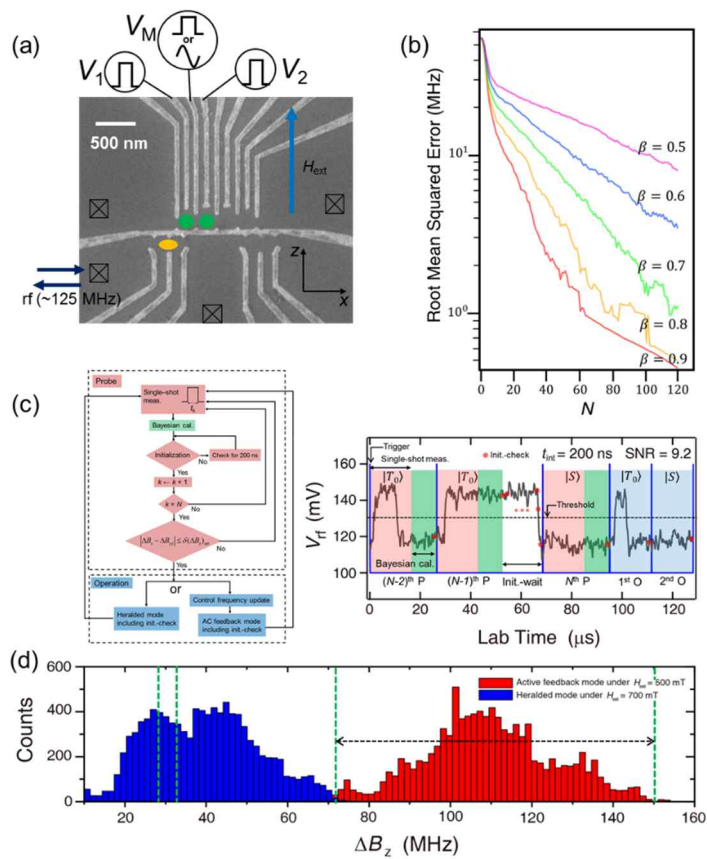 (a)
V₁
V_M
or
V₂
500 nm
H_ext
z
x
rf (~125 MHz)
(b)
Root Mean Squared Error (MHz)
10¹
10⁰
β = 0.5
β = 0.6
β = 0.7
β = 0.8
β = 0.9
0 20 40 60 80 100 120
N
(c)
Probe
Single-shot
meas.
Bayesian cal.
Initialization
No
Check for 200 ns
Yes
k ← k + 1
k = N
No
Yes
No
Yes
Operation
or
Heralded mode
including init.-check
Control frequency update
AC feedback mode
including init.-check
Init.-check
t_int = 200 ns SNR = 9.2
Trigger
Single-shot meas.
|T₀⟩
|T₀⟩
|S⟩
|T₀⟩
|S⟩
Threshold
V_rf (mV)
160
140
120
100
Bayesian cal.
Init.-wait
(N-2)th P
(N-1)th P
Nth P
1st O
2nd O
0 20 40 60 80 100 120
Lab Time (µs)
(d)
Counts
600
400
200
0
Active feedback mode under H_ext = 500 mT
Heralded mode under H_ext = 700 mT
20 40 60 80 100 120 140 160
ΔB_z (MHz)